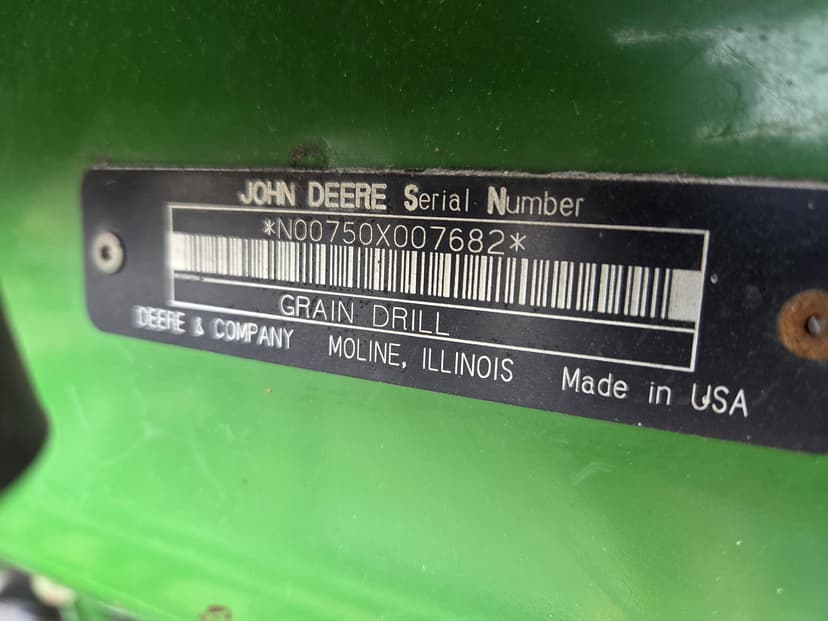 JOHN DEERE Serial Number
*N00750X007682*
GRAIN DRILL
DEERE & COMPANY MOLINE, ILLINOIS Made in USA